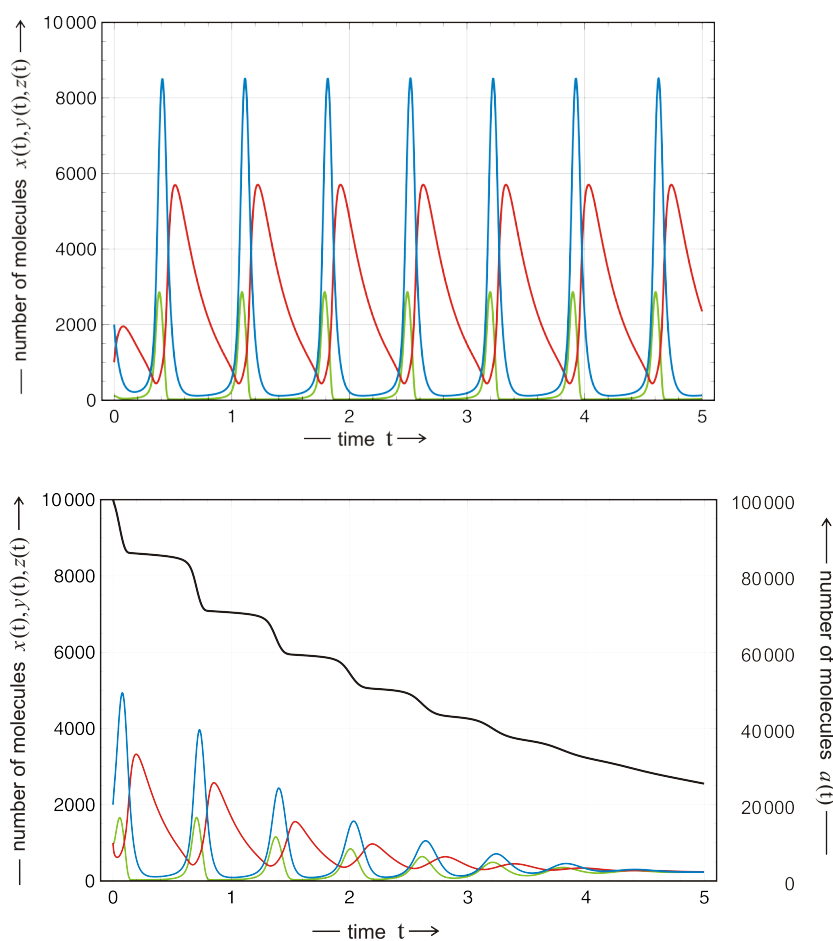 number of molecules x(t), y(t), z(t)
10000
8000
6000
4000
2000
0
0 1 2 3 4 5
time t
number of molecules x(t), y(t), z(t)
10000
8000
6000
4000
2000
0
0 1 2 3 4 5
time t
100000
80000
60000
40000
20000
0
number of molecules a(t)